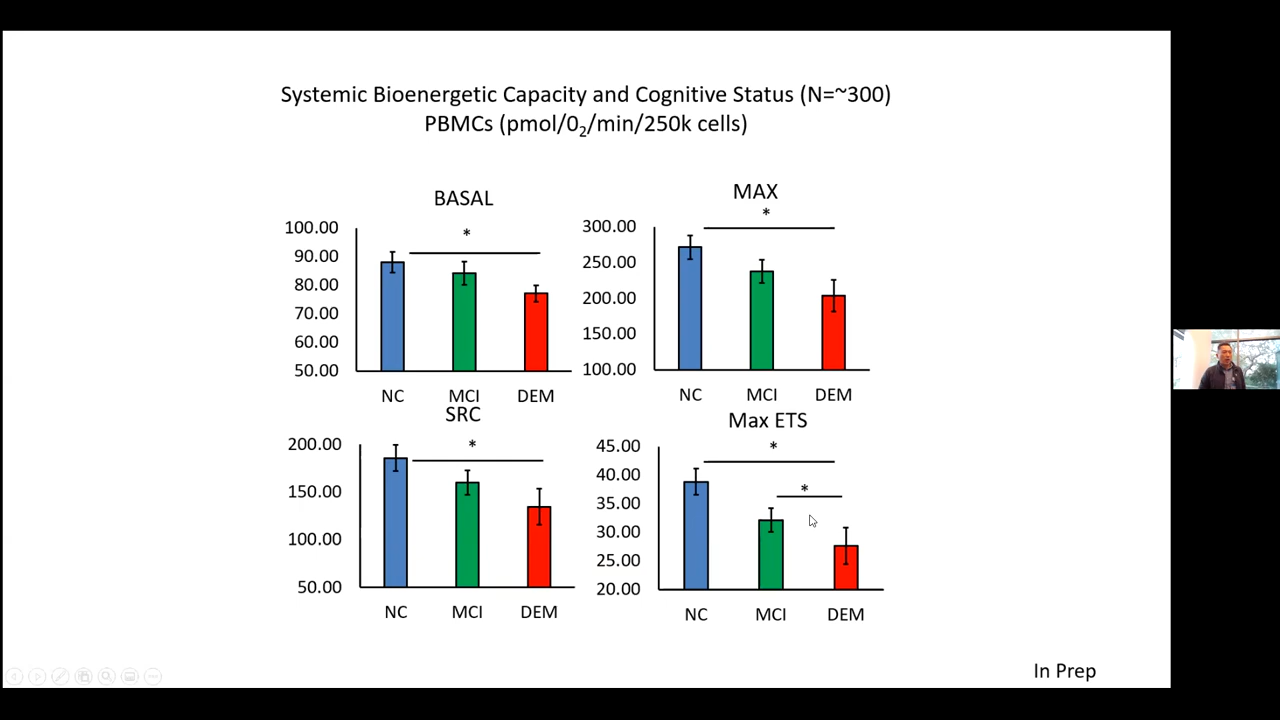 Systemic Bioenergetic Capacity and Cognitive Status (N=~300)
PBMCs (pmol/0₂/min/250k cells)
BASAL
*
100.00
90.00
80.00
70.00
60.00
50.00
NC MCI DEM
MAX
*
300.00
250.00
200.00
150.00
100.00
NC MCI DEM
SRC
*
200.00
150.00
100.00
50.00
NC MCI DEM
Max ETS
*
*
45.00
40.00
35.00
30.00
25.00
20.00
NC MCI DEM
In Prep